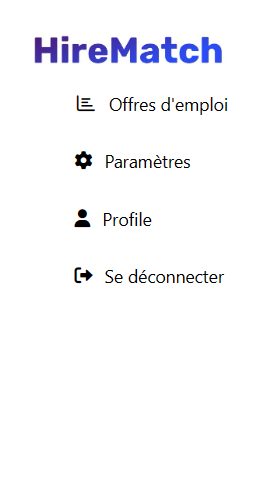 HireMatch
Offres d'emploi
Paramètres
Profile
Se déconnecter